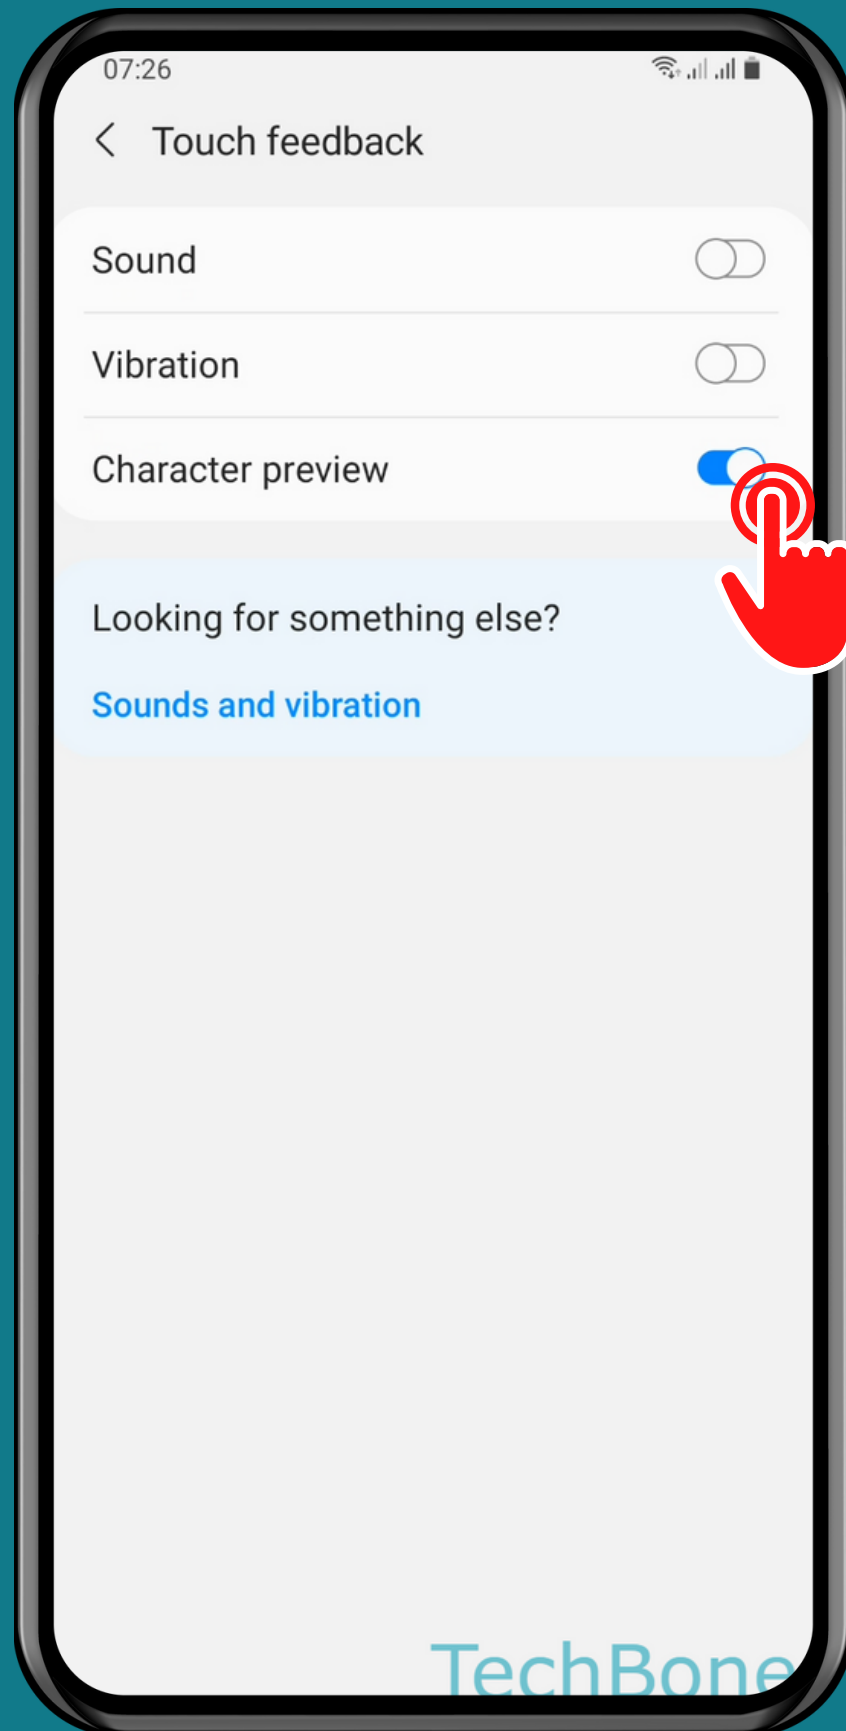 07:26
Touch feedback
Sound
Vibration
Character preview
Looking for something else?
Sounds and vibration
TechBone